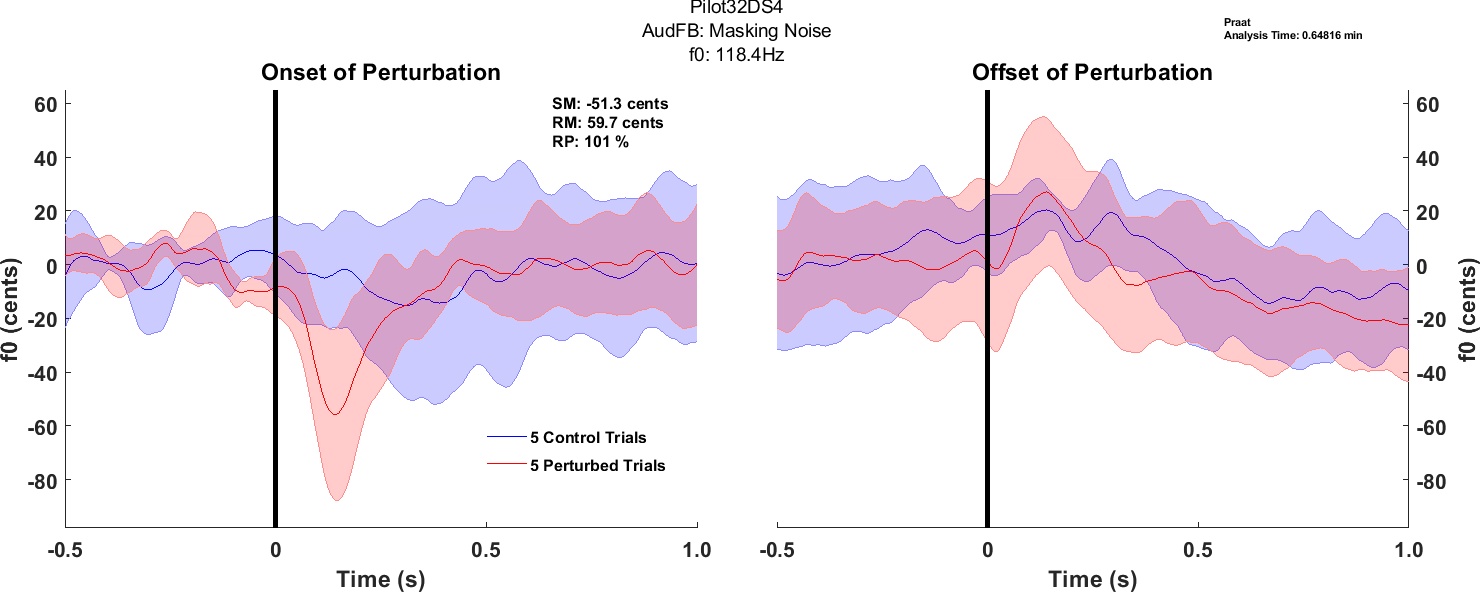 Pilot32DS4
AudFB: Masking Noise
f0: 118.4Hz
Praat
Analysis Time: 0.64816 min
Onset of Perturbation
SM: -51.3 cents
RM: 59.7 cents
RP: 101 %
60
40
20
0
-20
-40
-60
-80
f0 (cents)
5 Control Trials
5 Perturbed Trials
-0.5
0
0.5
1.0
Time (s)
Offset of Perturbation
60
40
20
0
-20
-40
-60
-80
f0 (cents)
-0.5
0
0.5
1.0
Time (s)